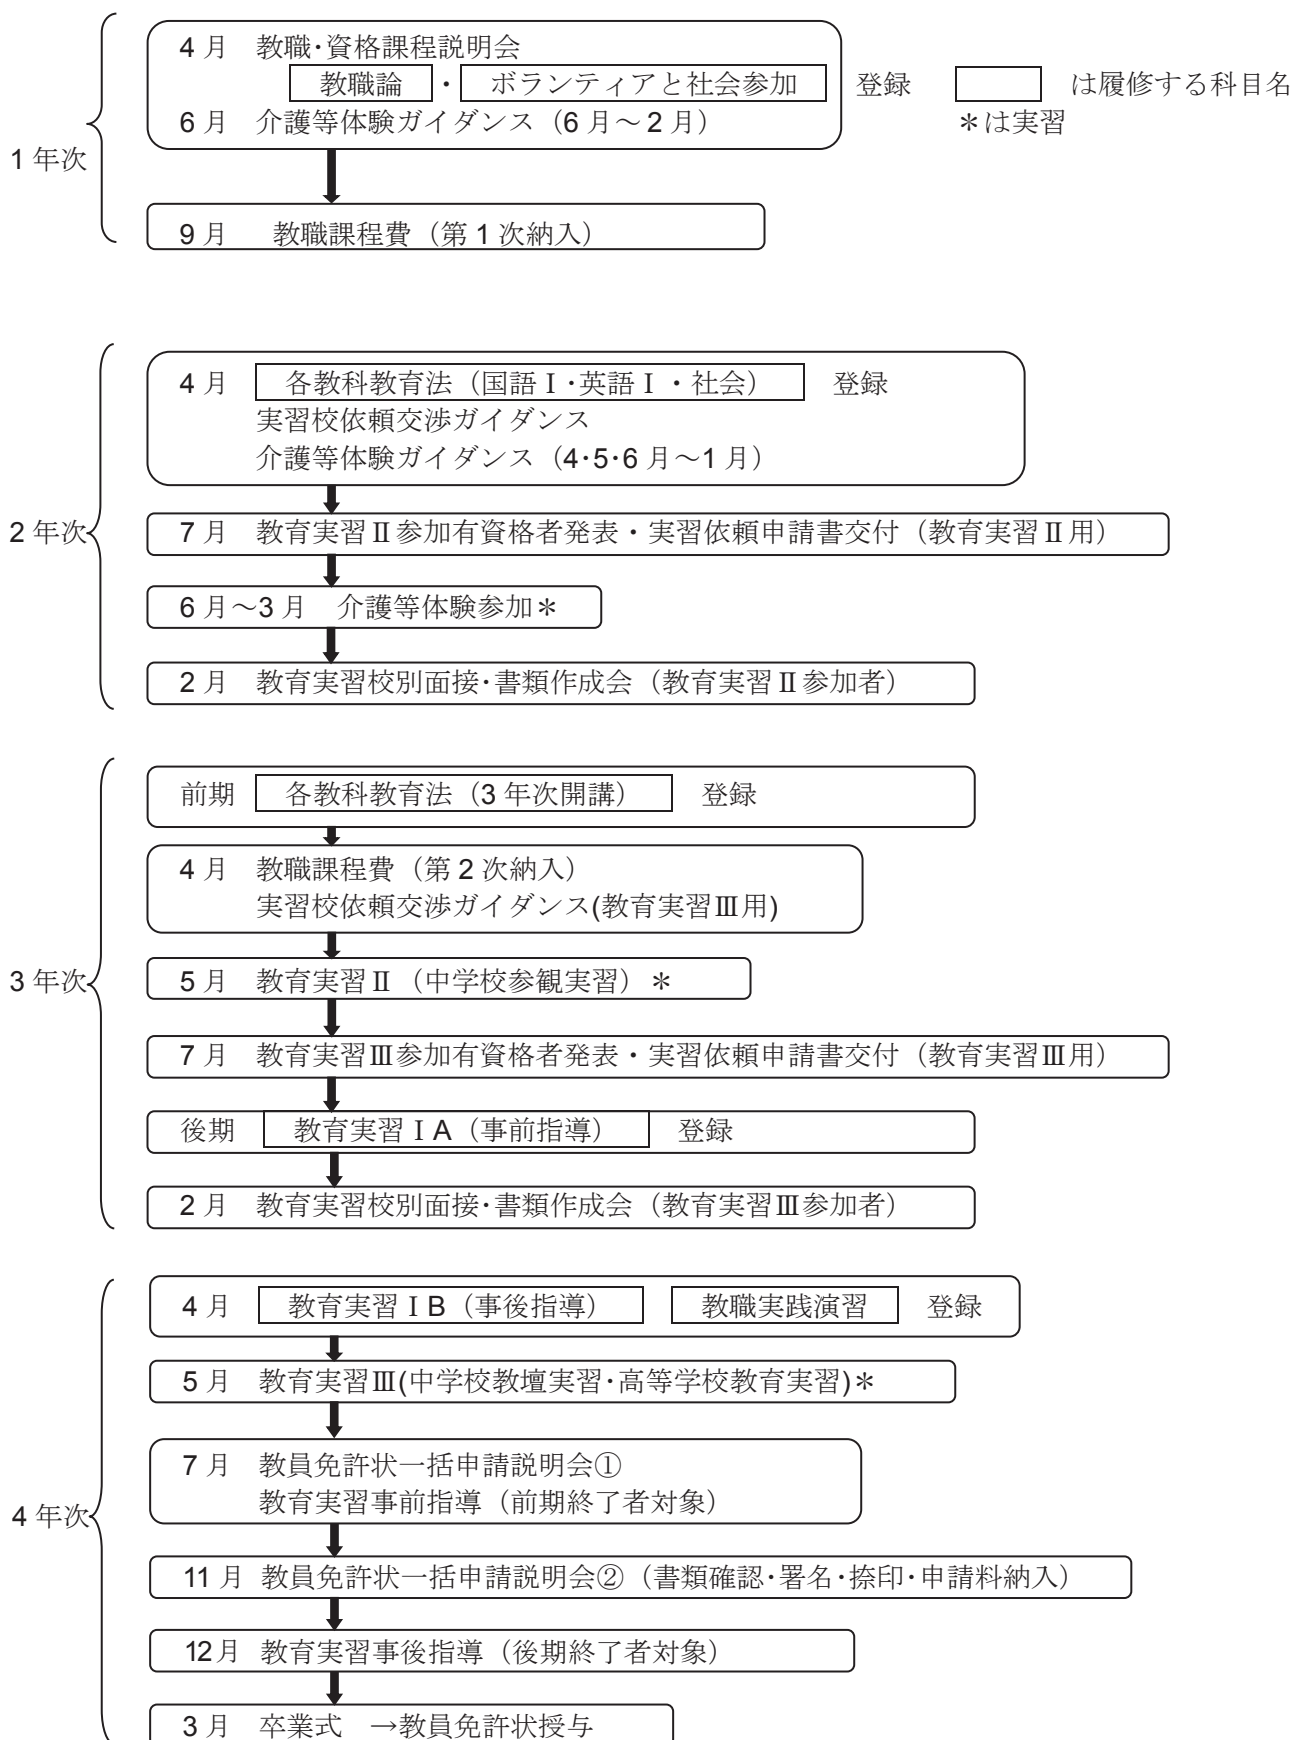 1年次
4月 教職・資格課程説明会
教職論・ボランティアと社会参加 登録 は履修する科目名
6月 介護等体験ガイダンス（6月～2月） ＊は実習
9月 教職課程費（第1次納入）
2年次
4月 各教科教育法（国語Ⅰ・英語Ⅰ・社会） 登録
実習校依頼交渉ガイダンス
介護等体験ガイダンス（4・5・6月～1月）
7月 教育実習Ⅱ参加有資格者発表・実習依頼申請書交付（教育実習Ⅱ用）
6月～3月 介護等体験参加＊
2月 教育実習校別面接・書類作成会（教育実習Ⅱ参加者）
3年次
前期 各教科教育法（3年次開講） 登録
4月 教職課程費（第2次納入）
実習校依頼交渉ガイダンス(教育実習Ⅲ用)
5月 教育実習Ⅱ（中学校参観実習）＊
7月 教育実習Ⅲ参加有資格者発表・実習依頼申請書交付（教育実習Ⅲ用）
後期 教育実習ⅠA（事前指導） 登録
2月 教育実習校別面接・書類作成会（教育実習Ⅲ参加者）
4年次
4月 教育実習ⅠB（事後指導） 教職実践演習 登録
5月 教育実習Ⅲ(中学校教壇実習・高等学校教育実習)＊
7月 教員免許状一括申請説明会①
教育実習事前指導（前期終了者対象）
11月 教員免許状一括申請説明会②（書類確認・署名・捺印・申請料納入）
12月 教育実習事後指導（後期終了者対象）
3月 卒業式 →教員免許状授与